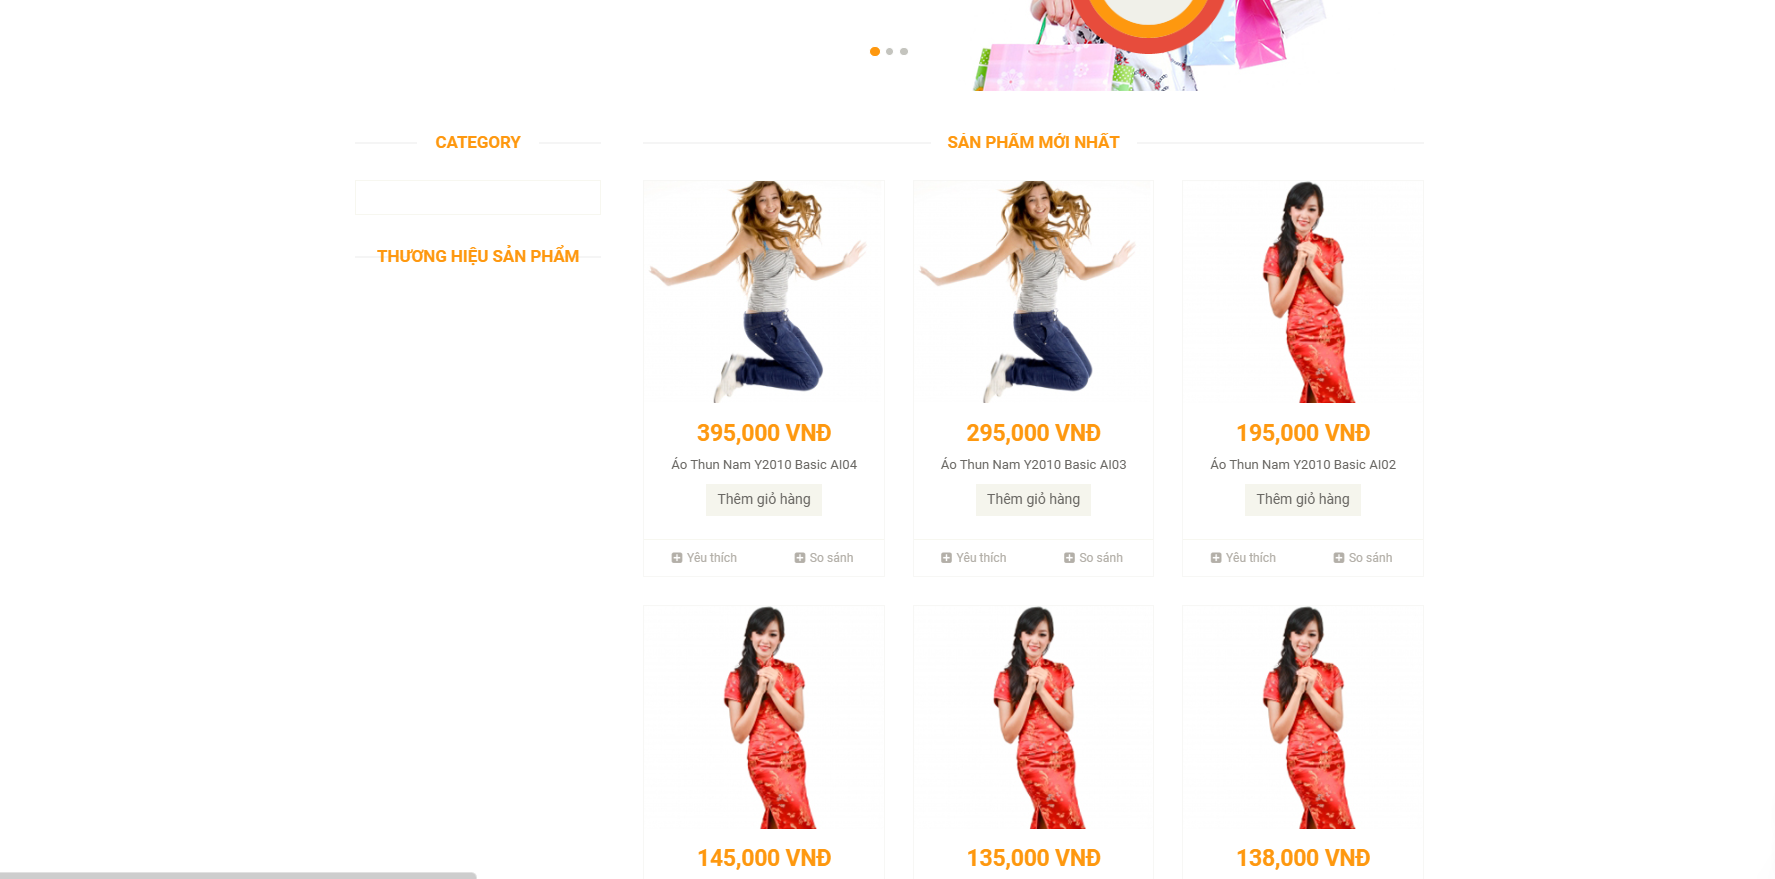 CATEGORY
THƯƠNG HIỆU SẢN PHẨM
SẢN PHẨM MỚI NHẤT
395,000 VNĐ
Áo Thun Nam Y2010 Basic AI04
Thêm giỏ hàng
Yêu thích
So sánh
295,000 VNĐ
Áo Thun Nam Y2010 Basic AI03
Thêm giỏ hàng
Yêu thích
So sánh
195,000 VNĐ
Áo Thun Nam Y2010 Basic AI02
Thêm giỏ hàng
Yêu thích
So sánh
145,000 VNĐ
135,000 VNĐ
138,000 VNĐ